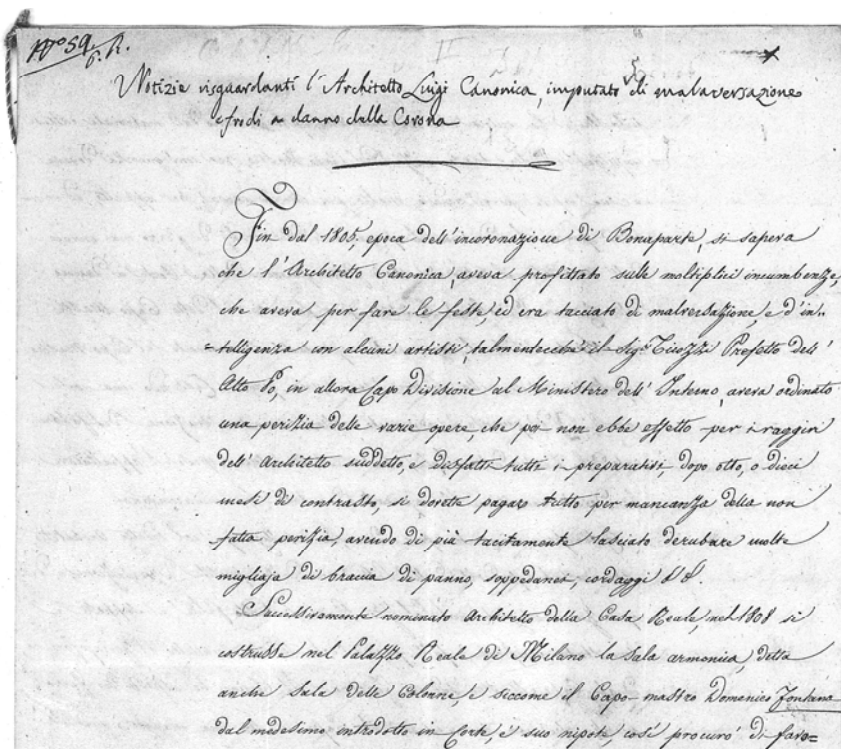 Nro 59 6. R.
Notizie risguardanti l'Architetto Luigi Canonica, imputato di malaversazione
e frodi a danno della Corona
Fin dal 1805, epoca dell'incoronazione di Bonaparte, si sapeva
che l'Architetto Canonica, aveva profittato sulle moltiplici incumbenze,
che aveva per fare le feste, ed era tacciato di malversazione, e d'in-
=telligenza con alcuni artisti, talmentecché il Sigr. Ticozzi Prefetto dell'
Alto Po, in allora Capo Divisione al Ministero dell' Interno, aveva ordinato
una perizia delle varie opere, che poi non ebbe effetto per i raggiri
dell' Architetto suddetto, e disfatti tutti i preparativi, dopo otto, o dieci
mesi di contrasto, si dovette pagar tutto per mancanza della non
fatta perizia, avendo di più tacitamente lasciato derubare molte
migliaja di braccia di panno, soppedanei, cordaggi & &.
Successivamente nominato Architetto della Casa Reale, nel 1808 si
costrusse nel Palazzo Reale di Milano la sala armonica, detta
anche Sala delle Colonne, e siccome il Capo-mastro Domenico Fontana
dal medesimo introdotto in Corte, è suo nipote, così procurò di favo=